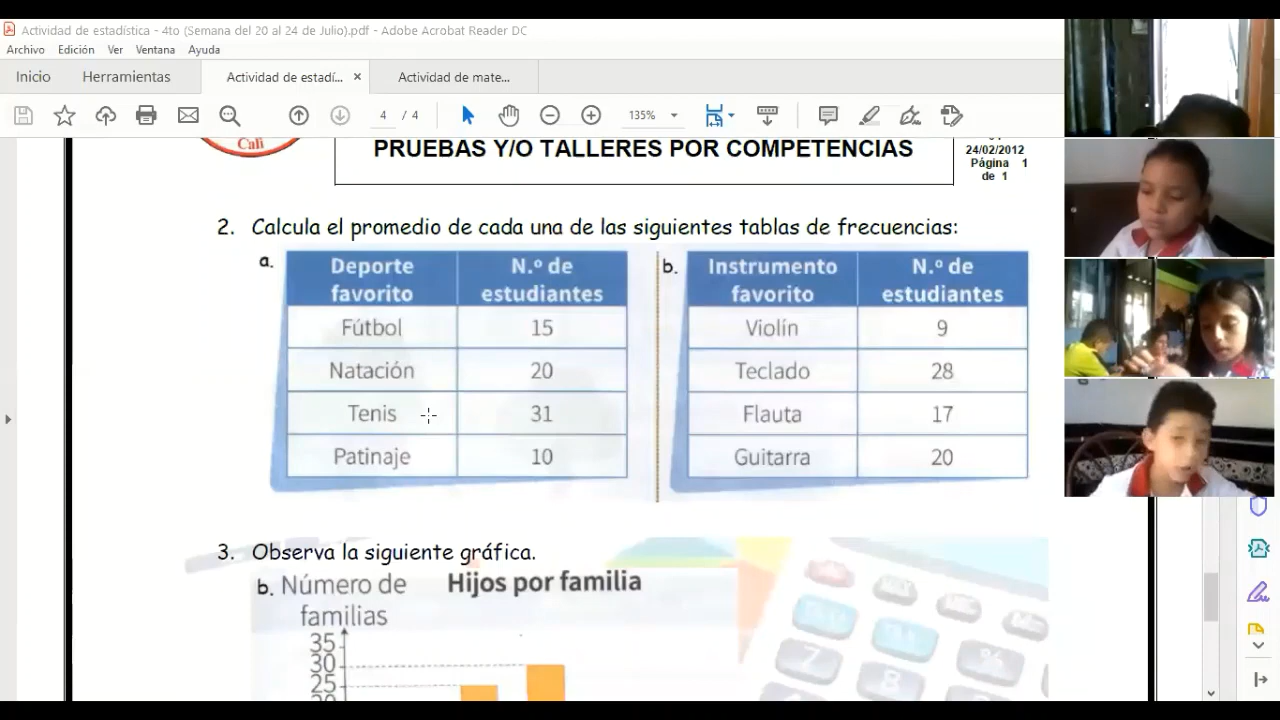 Actividad de estadística - 4to (Semana del 20 al 24 de Julio).pdf - Adobe Acrobat Reader DC
Archivo Edición Ver Ventana Ayuda
Inicio Herramientas Actividad de estadí... × Actividad de mate...
4 / 4 135%
Cali
PRUEBAS Y/O TALLERES POR COMPETENCIAS
24/02/2012
Página 1
de 1
2. Calcula el promedio de cada una de las siguientes tablas de frecuencias:
a.
Deporte favorito N.º de estudiantes
Fútbol 15
Natación 20
Tenis 31
Patinaje 10
b.
Instrumento favorito N.º de estudiantes
Violín 9
Teclado 28
Flauta 17
Guitarra 20
3. Observa la siguiente gráfica.
b. Número de familias
Hijos por familia
35
30
25
7
8
%